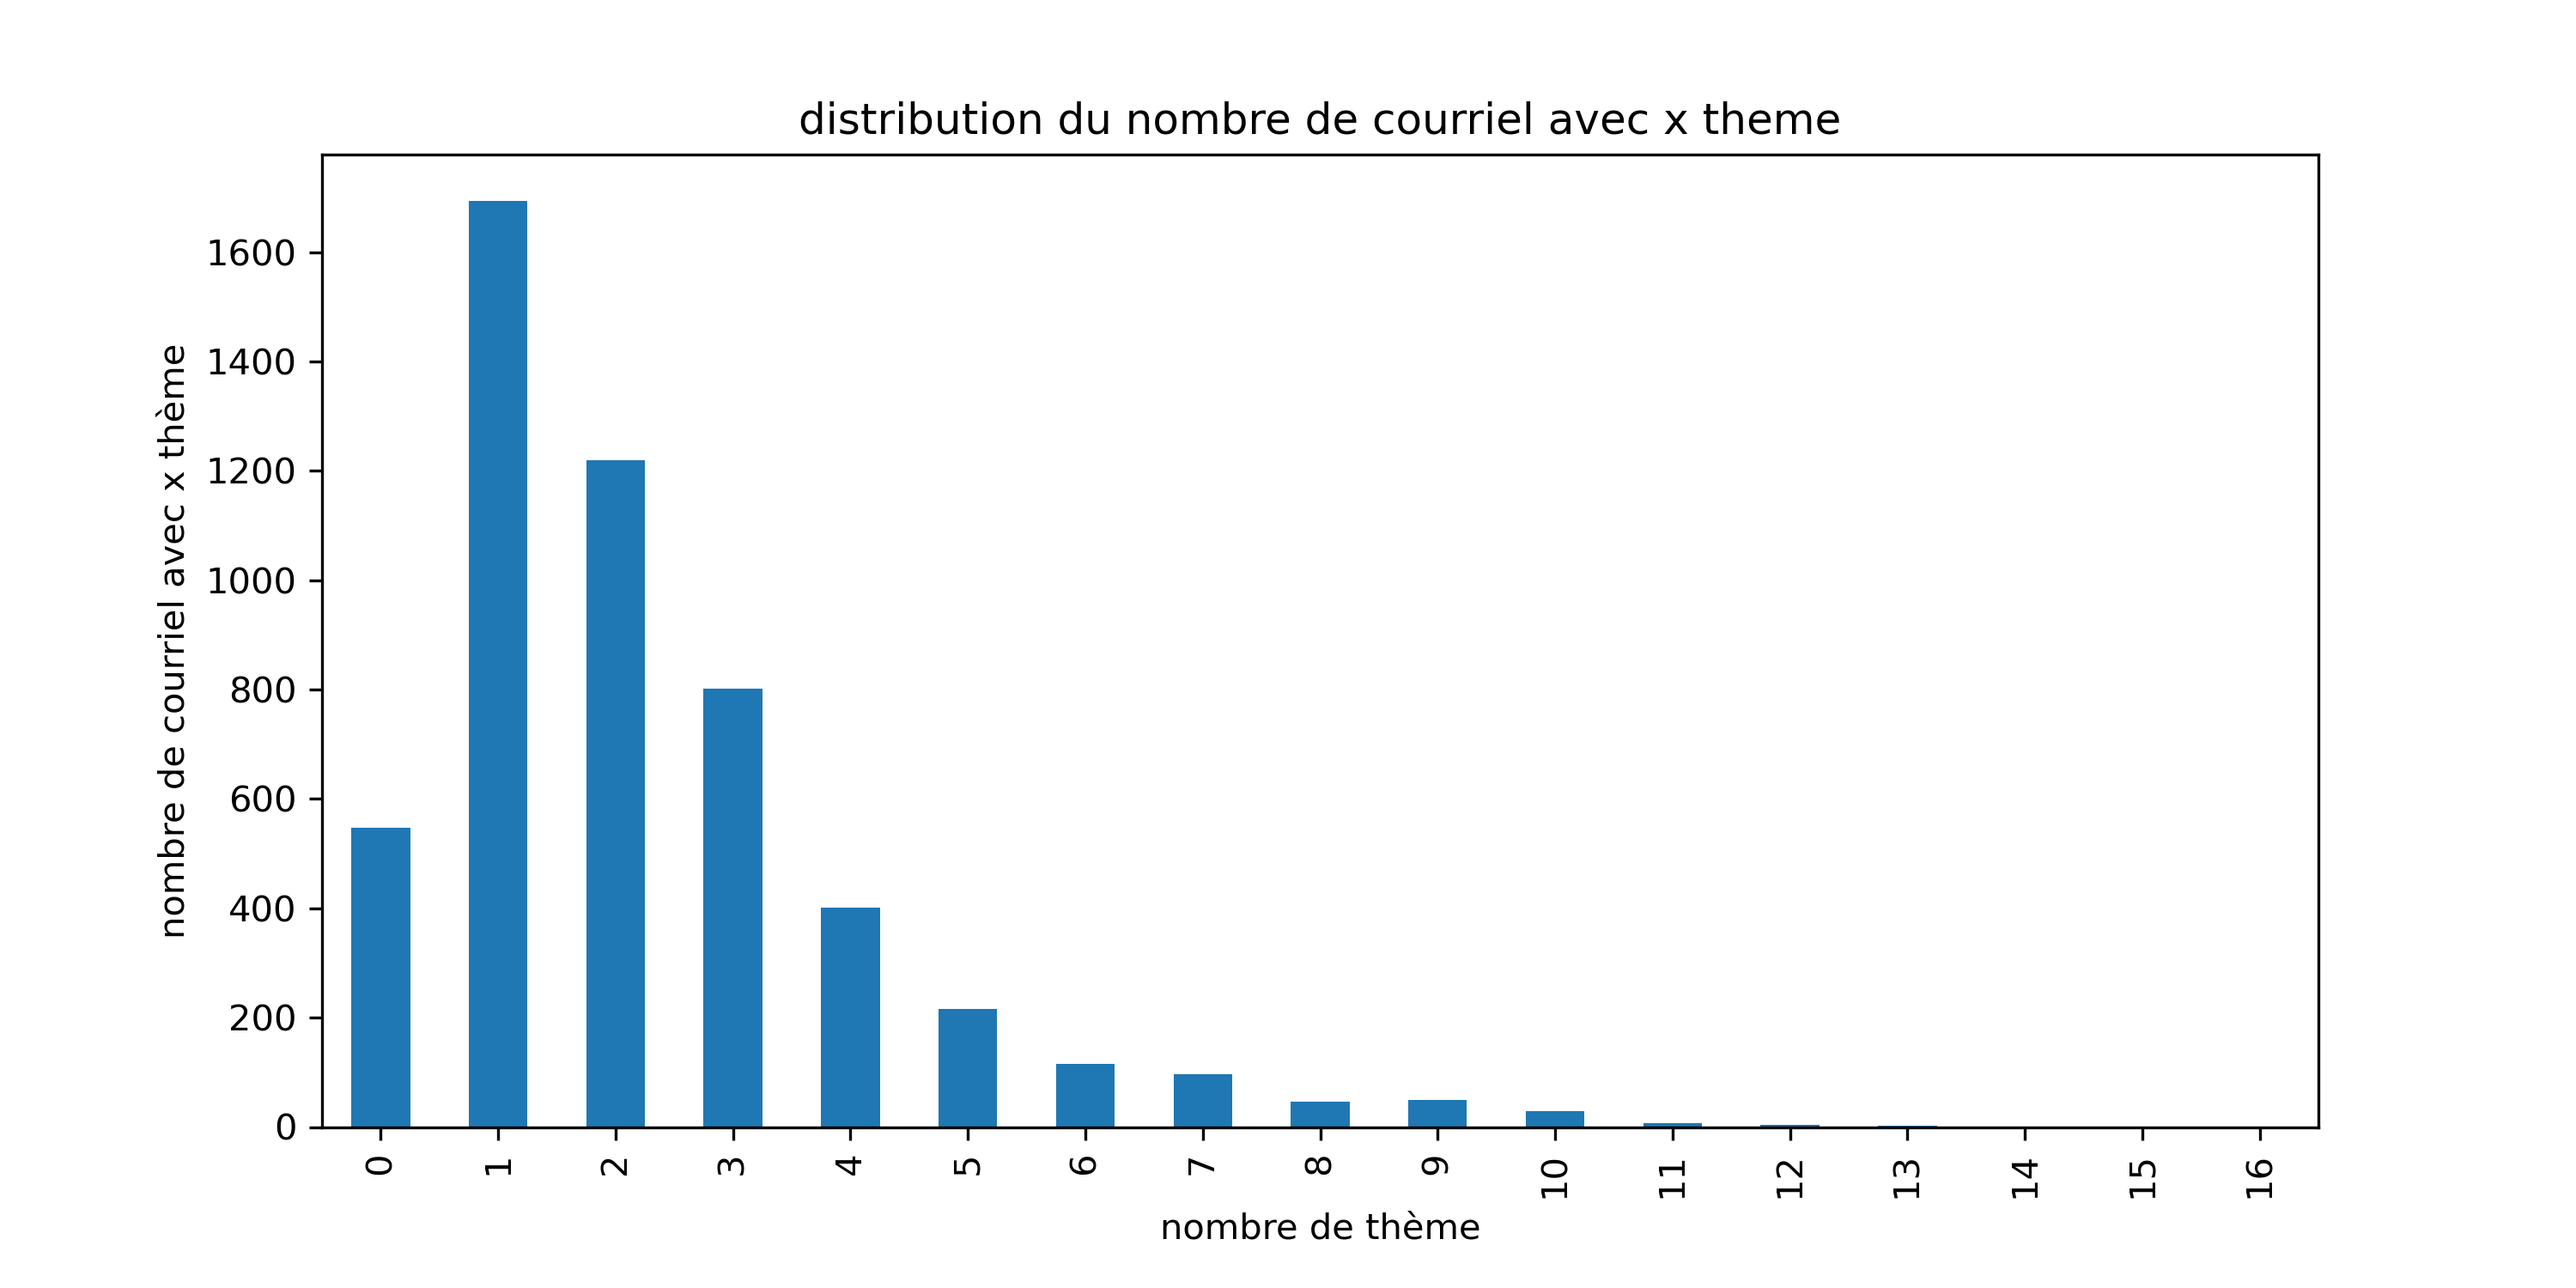 distribution du nombre de courriel avec x theme
nombre de courriel avec x thème
1600
1400
1200
1000
800
600
400
200
0
0 1 2 3 4 5 6 7 8 9 10 11 12 13 14 15 16
nombre de thème